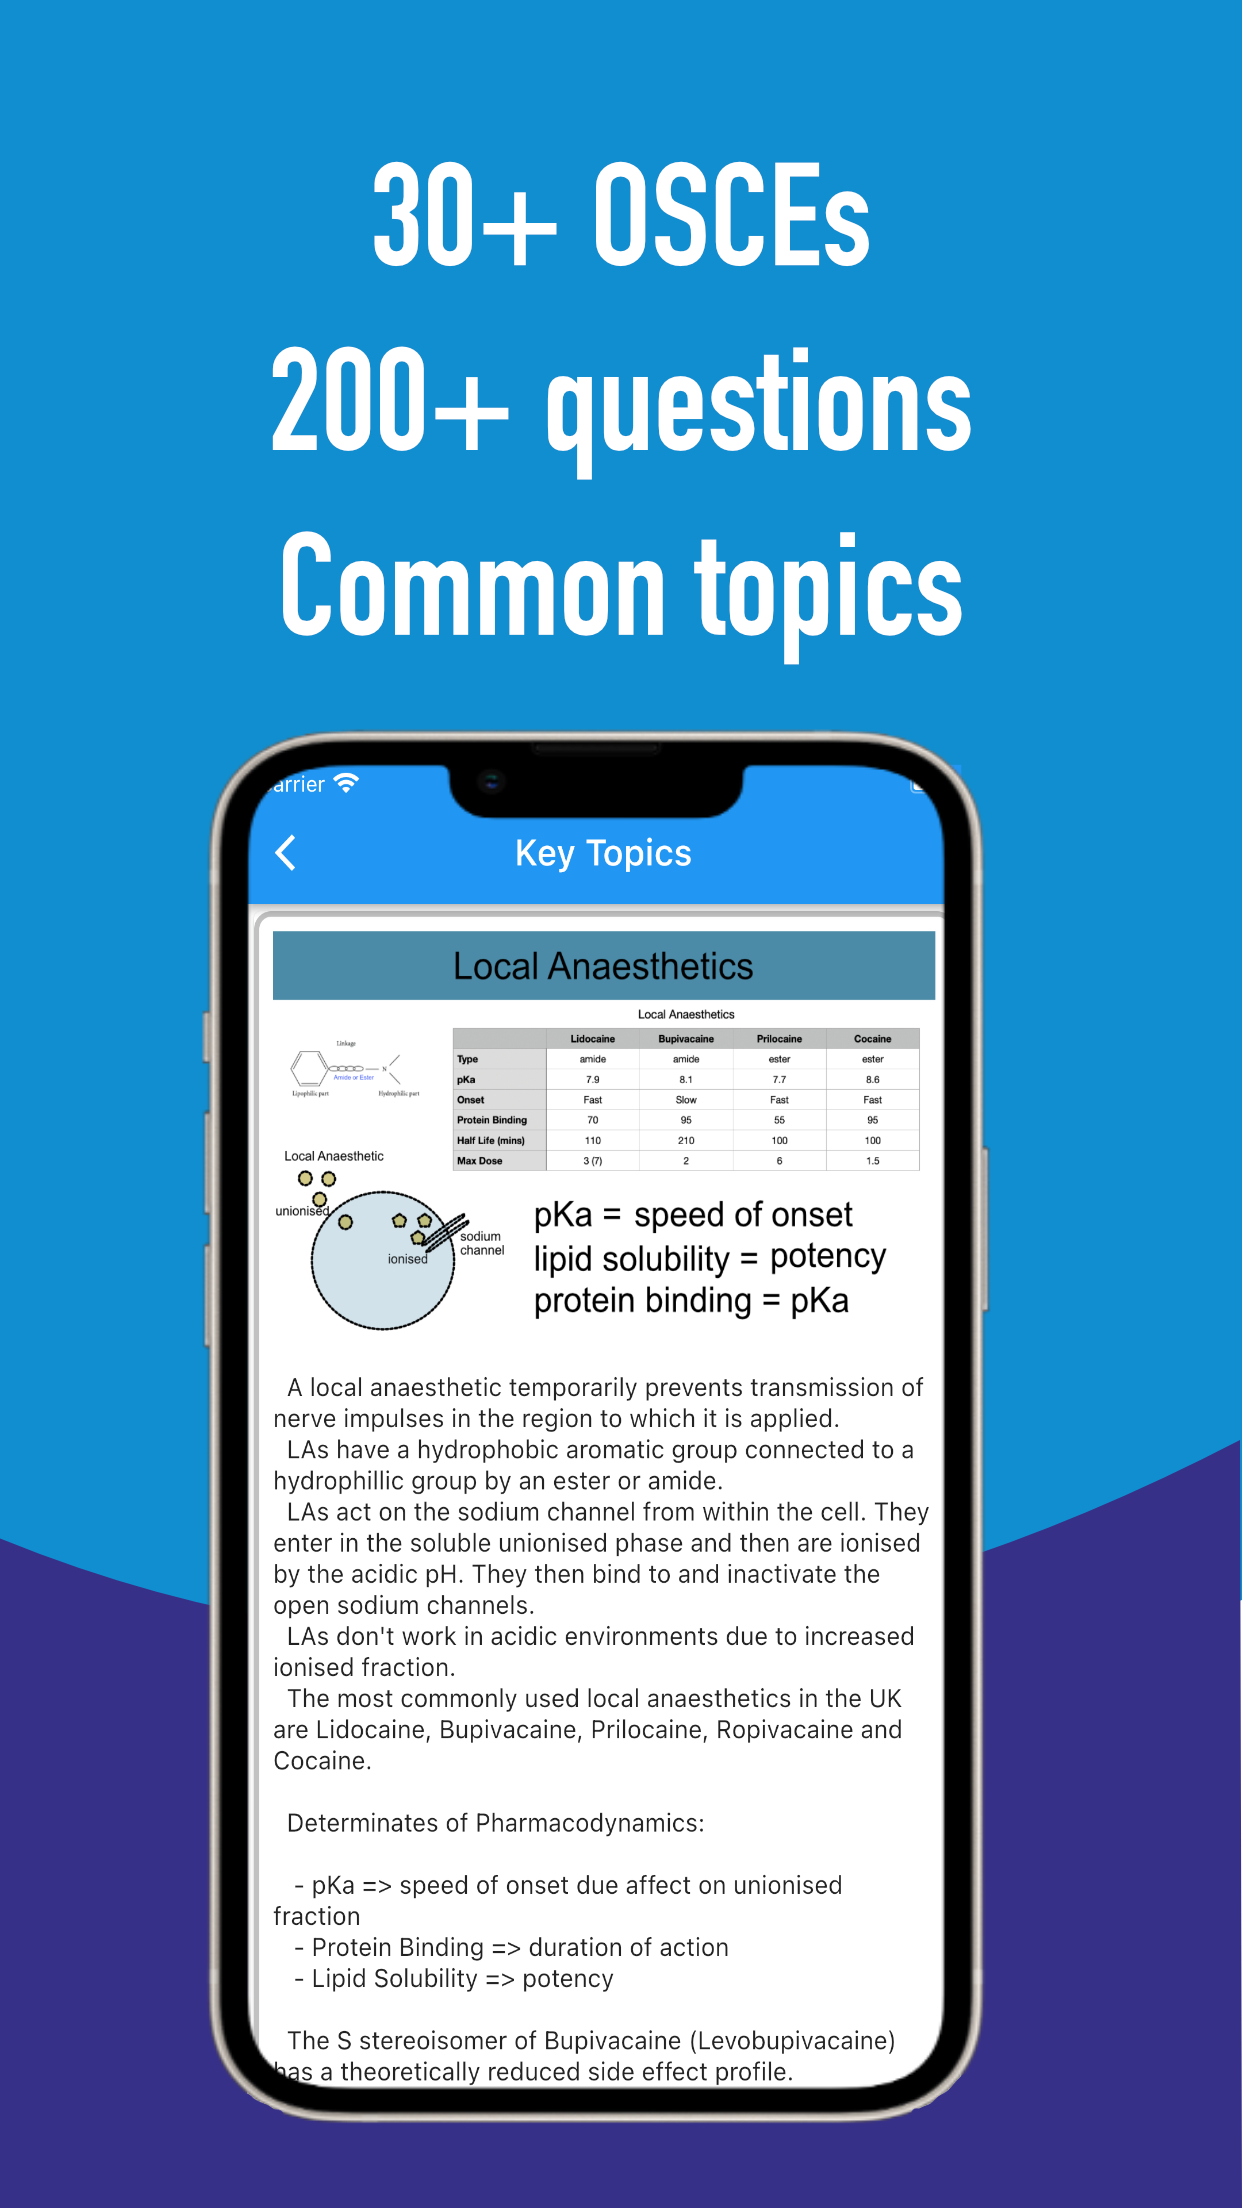 30+ OSCEs
200+ questions
Common topics
arrier
Key Topics
Local Anaesthetics
Local Anaesthetics
Lidocaine Bupivacaine Prilocaine Cocaine
Type amide amide ester ester
pKa 7.9 8.1 7.7 8.6
Onset Fast Slow Fast Fast
Protein Binding 70 95 55 95
Half Life (mins) 110 210 100 100
Max Dose 3 (7) 2 6 1.5
Linkage
N
Amide or Ester
Lipophilic part Hydrophilic part
Local Anaesthetic
unionised
ionised
sodium
channel
pKa = speed of onset
lipid solubility = potency
protein binding = pKa
A local anaesthetic temporarily prevents transmission of
nerve impulses in the region to which it is applied.
LAs have a hydrophobic aromatic group connected to a
hydrophillic group by an ester or amide.
LAs act on the sodium channel from within the cell. They
enter in the soluble unionised phase and then are ionised
by the acidic pH. They then bind to and inactivate the
open sodium channels.
LAs don't work in acidic environments due to increased
ionised fraction.
The most commonly used local anaesthetics in the UK
are Lidocaine, Bupivacaine, Prilocaine, Ropivacaine and
Cocaine.
Determinates of Pharmacodynamics:
- pKa => speed of onset due affect on unionised
fraction
- Protein Binding => duration of action
- Lipid Solubility => potency
The S stereoisomer of Bupivacaine (Levobupivacaine)
has a theoretically reduced side effect profile.